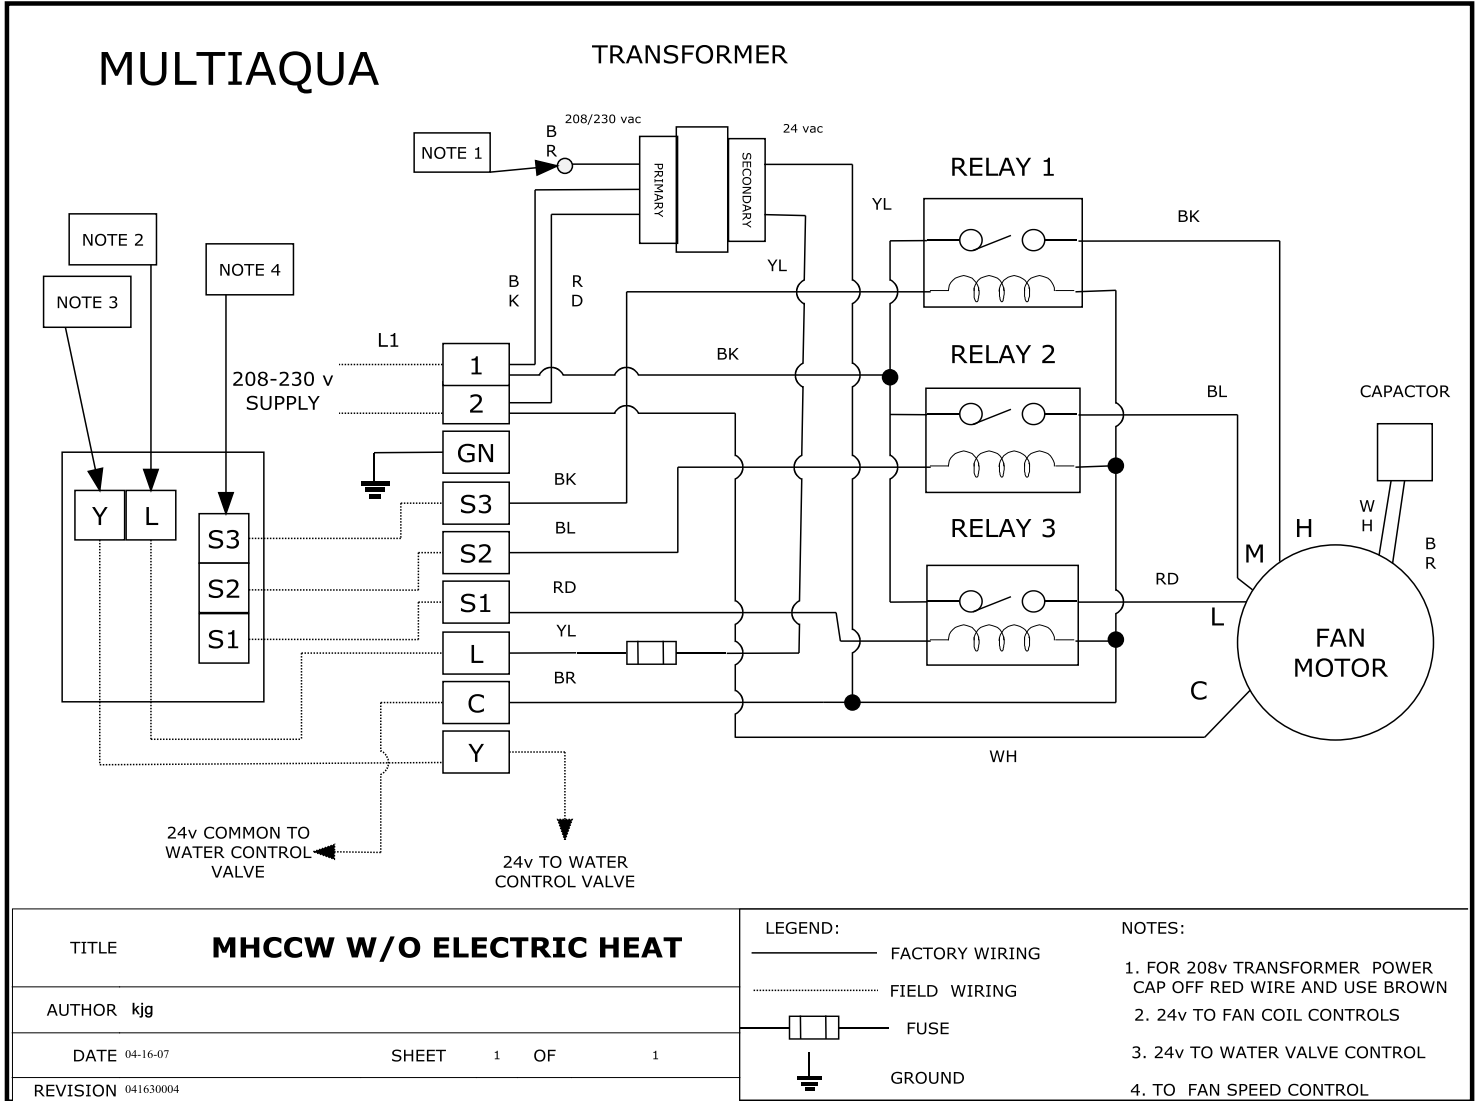 MULTIAQUA
TRANSFORMER
208/230 vac
24 vac
B
R
NOTE 1
PRIMARY
SECONDARY
RELAY 1
YL
BK
NOTE 2
NOTE 4
NOTE 3
YL
B
K
R
D
L1
208-230 v
SUPPLY
1
2
BK
RELAY 2
BL
CAPACTOR
GN
S3
S2
S1
L
C
Y
BK
BL
RD
YL
BR
Y
L
S3
S2
S1
RELAY 3
RD
W
H
B
R
H
M
L
C
FAN
MOTOR
WH
24v COMMON TO
WATER CONTROL
VALVE
24v TO WATER
CONTROL VALVE
TITLE MHCCW W/O ELECTRIC HEAT
AUTHOR kjg
DATE 04-16-07 SHEET 1 OF 1
REVISION 041630004
LEGEND:
FACTORY WIRING
FIELD WIRING
FUSE
GROUND
NOTES:
1. FOR 208v TRANSFORMER POWER
CAP OFF RED WIRE AND USE BROWN
2. 24v TO FAN COIL CONTROLS
3. 24v TO WATER VALVE CONTROL
4. TO FAN SPEED CONTROL